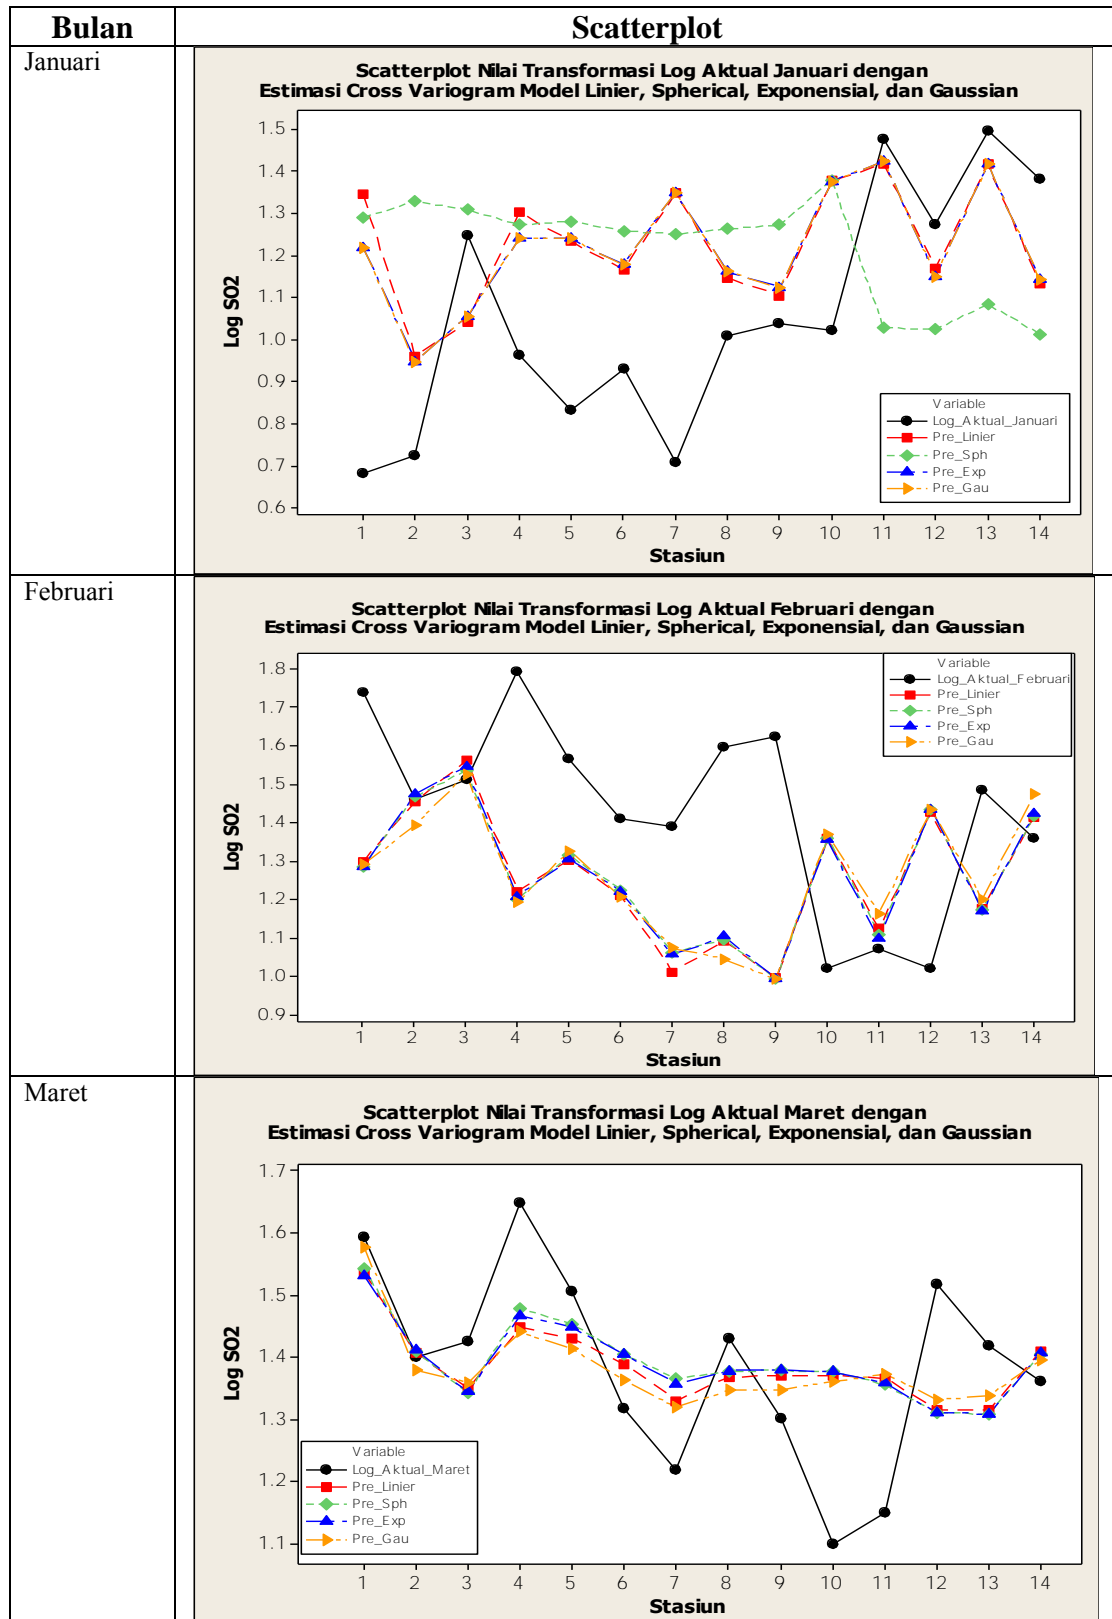 Bulan Scatterplot
Januari
Scatterplot Nilai Transformasi Log Aktual Januari dengan
Estimasi Cross Variogram Model Linier, Spherical, Exponensial, dan Gaussian
1.5
1.4
1.3
1.2
1.1
1.0
0.9
0.8
0.7
0.6
Log SO2
Variable
Log_Aktual_Januari
Pre_Linier
Pre_Sph
Pre_Exp
Pre_Gau
1 2 3 4 5 6 7 8 9 10 11 12 13 14
Stasiun
Februari
Scatterplot Nilai Transformasi Log Aktual Februari dengan
Estimasi Cross Variogram Model Linier, Spherical, Exponensial, dan Gaussian
1.8
1.7
1.6
1.5
1.4
1.3
1.2
1.1
1.0
0.9
Log SO2
Variable
Log_Aktual_Februari
Pre_Linier
Pre_Sph
Pre_Exp
Pre_Gau
1 2 3 4 5 6 7 8 9 10 11 12 13 14
Stasiun
Maret
Scatterplot Nilai Transformasi Log Aktual Maret dengan
Estimasi Cross Variogram Model Linier, Spherical, Exponensial, dan Gaussian
1.7
1.6
1.5
1.4
1.3
1.2
1.1
Log SO2
Variable
Log_Aktual_Maret
Pre_Linier
Pre_Sph
Pre_Exp
Pre_Gau
1 2 3 4 5 6 7 8 9 10 11 12 13 14
Stasiun